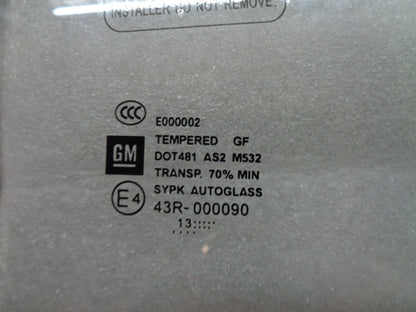 INSTALLER DO NOT REMOVE.
CCC
E000002
GM
TEMPERED GF
DOT481 AS2 M532
TRANSP. 70% MIN
SYPK AUTOGLASS
E4
43R-000090
13